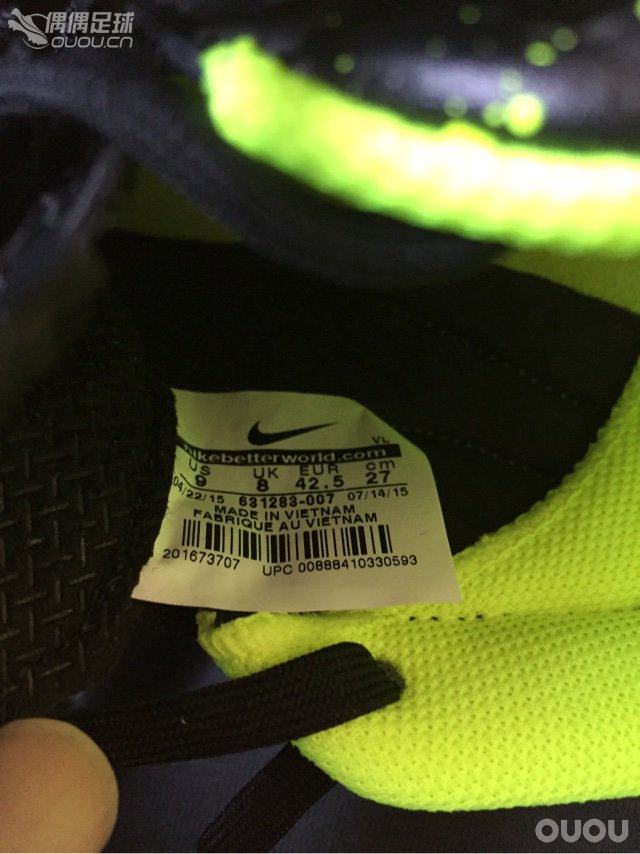 偶偶足球
OUOU.CN
VL
nikebetterworld.com
US UK EUR cm
9 8 42.5 27
04/22/15 631283-007 07/14/15
MADE IN VIETNAM
FABRIQUE AU VIETNAM
201673707 UPC 00888410330593
OUOU